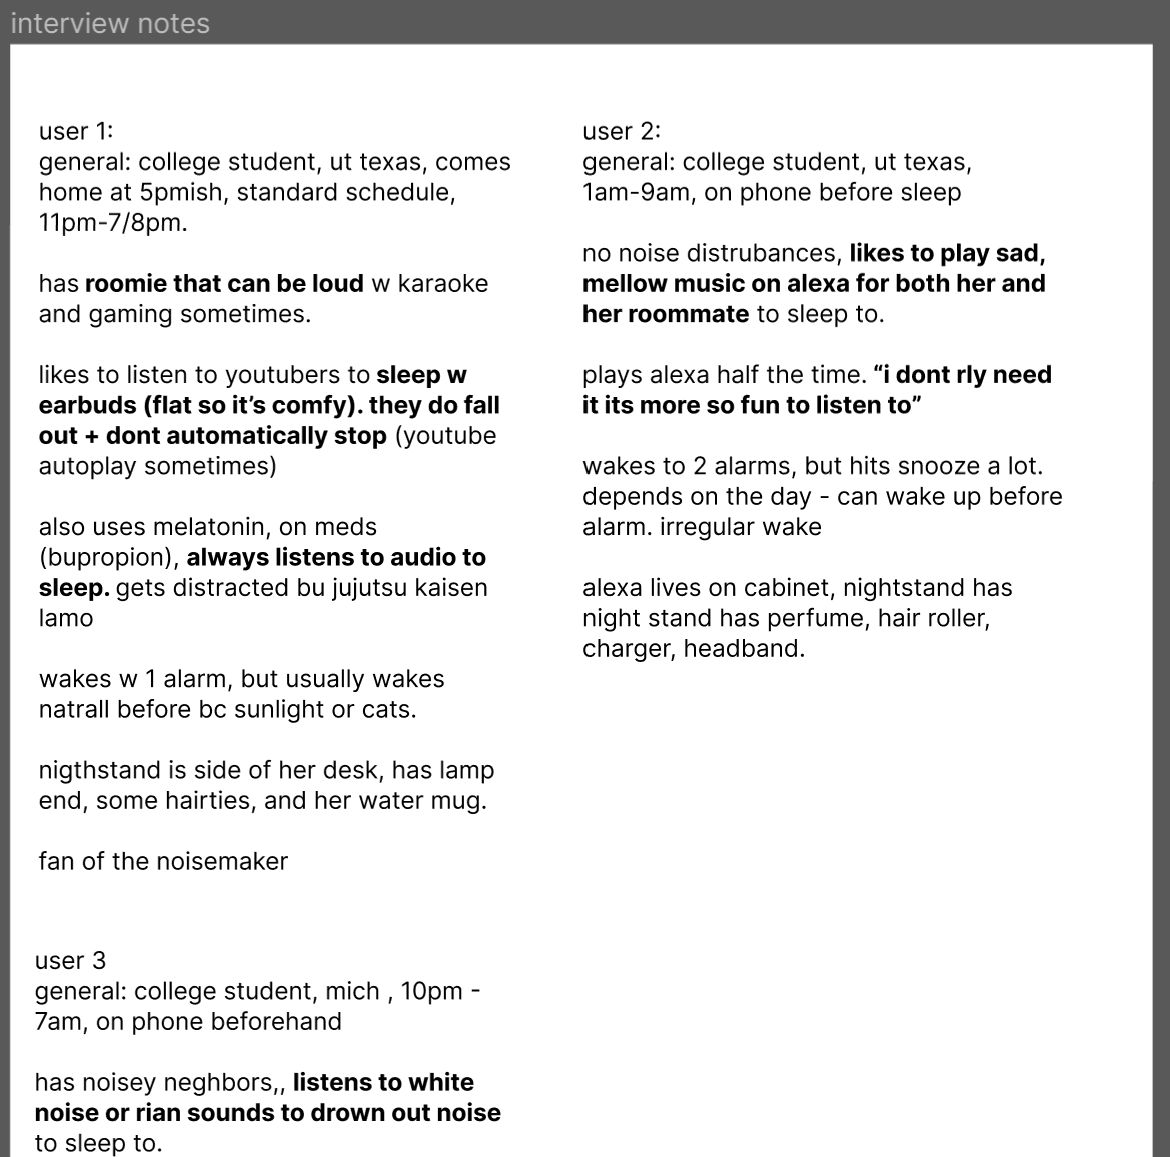 interview notes
user 1:
general: college student, ut texas, comes
home at 5pmish, standard schedule,
11pm-7/8pm.
has roomie that can be loud w karaoke
and gaming sometimes.
likes to listen to youtubers to sleep w
earbuds (flat so it’s comfy). they do fall
out + dont automatically stop (youtube
autoplay sometimes)
also uses melatonin, on meds
(bupropion), always listens to audio to
sleep. gets distracted bu jujutsu kaisen
lamo
wakes w 1 alarm, but usually wakes
natrall before bc sunlight or cats.
nigthstand is side of her desk, has lamp
end, some hairties, and her water mug.
fan of the noisemaker
user 2:
general: college student, ut texas,
1am-9am, on phone before sleep
no noise distrubances, likes to play sad,
mellow music on alexa for both her and
her roommate to sleep to.
plays alexa half the time. “i dont rly need
it its more so fun to listen to”
wakes to 2 alarms, but hits snooze a lot.
depends on the day - can wake up before
alarm. irregular wake
alexa lives on cabinet, nightstand has
night stand has perfume, hair roller,
charger, headband.
user 3
general: college student, mich , 10pm -
7am, on phone beforehand
has noisey neghbors,, listens to white
noise or rian sounds to drown out noise
to sleep to.